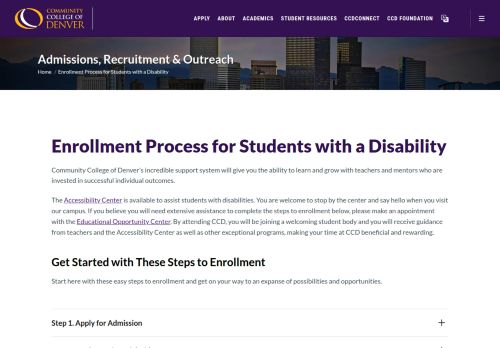 COMMUNITY
COLLEGE OF
DENVER
APPLY ABOUT ACADEMICS STUDENT RESOURCES CCDCONNECT CCD FOUNDATION
Admissions, Recruitment & Outreach
Home / Enrollment Process for Students with a Disability
Enrollment Process for Students with a Disability
Community College of Denver's incredible support system will give you the ability to learn and grow with teachers and mentors who are
invested in successful individual outcomes.
The Accessibility Center is available to assist students with disabilities. You are welcome to stop by the center and say hello when you visit
our campus. If you believe you will need extensive assistance to complete the steps to enrollment below, please make an appointment
with the Educational Opportunity Center. By attending CCD, you will be joining a welcoming student body and you will receive guidance
from teachers and the Accessibility Center as well as other exceptional programs, making your time at CCD beneficial and rewarding.
Get Started with These Steps to Enrollment
Start here with these easy steps to enrollment and get on your way to an expanse of possibilities and opportunities.
Step 1. Apply for Admission +